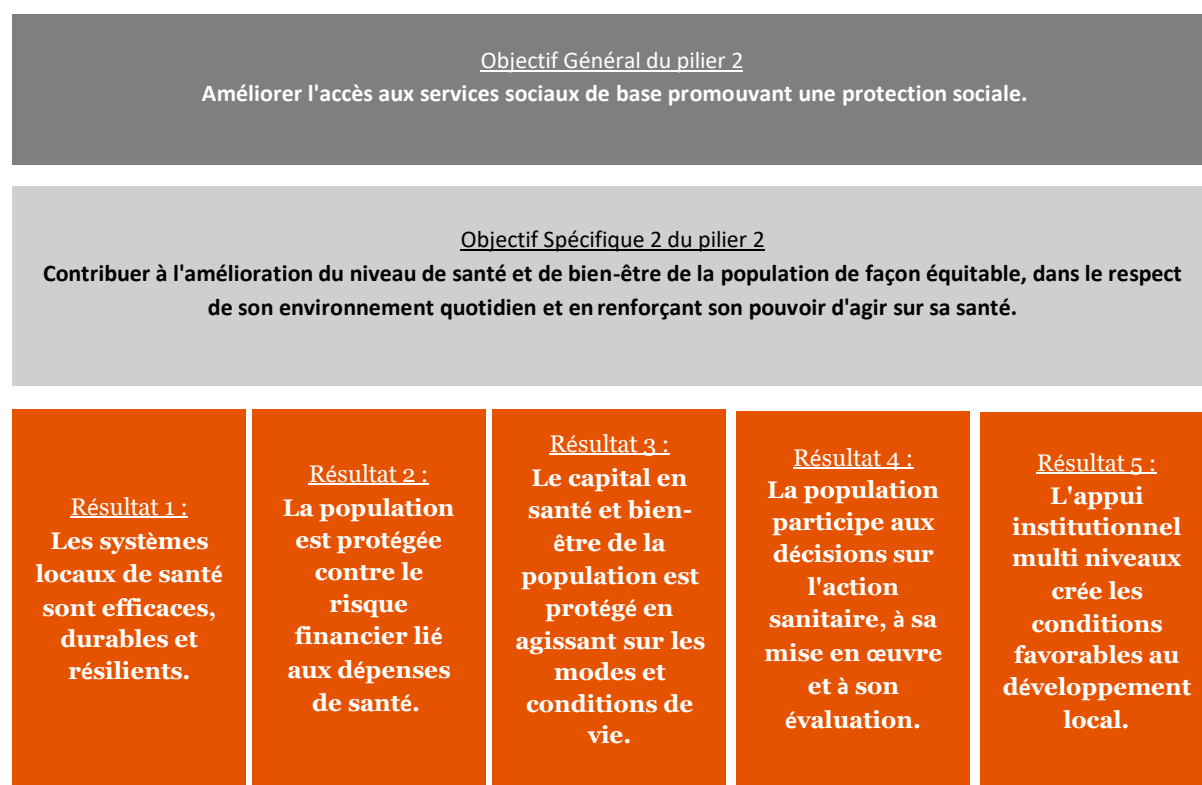 Objectif Général du pilier 2
Améliorer l'accès aux services sociaux de base promouvant une protection sociale.
Objectif Spécifique 2 du pilier 2
Contribuer à l'amélioration du niveau de santé et de bien-être de la population de façon équitable, dans le respect
de son environnement quotidien et en renforçant son pouvoir d'agir sur sa santé.
Résultat 1 :
Les systèmes
locaux de santé
sont efficaces,
durables et
résilients.
Résultat 2 :
La population
est protégée
contre le
risque
financier lié
aux dépenses
de santé.
Résultat 3 :
Le capital en
santé et bien-
être de la
population est
protégé en
agissant sur les
modes et
conditions de
vie.
Résultat 4 :
La population
participe aux
décisions sur
l'action
sanitaire, à sa
mise en œuvre
et à son
évaluation.
Résultat 5 :
L'appui
institutionnel
multi niveaux
crée les
conditions
favorables au
développement
local.